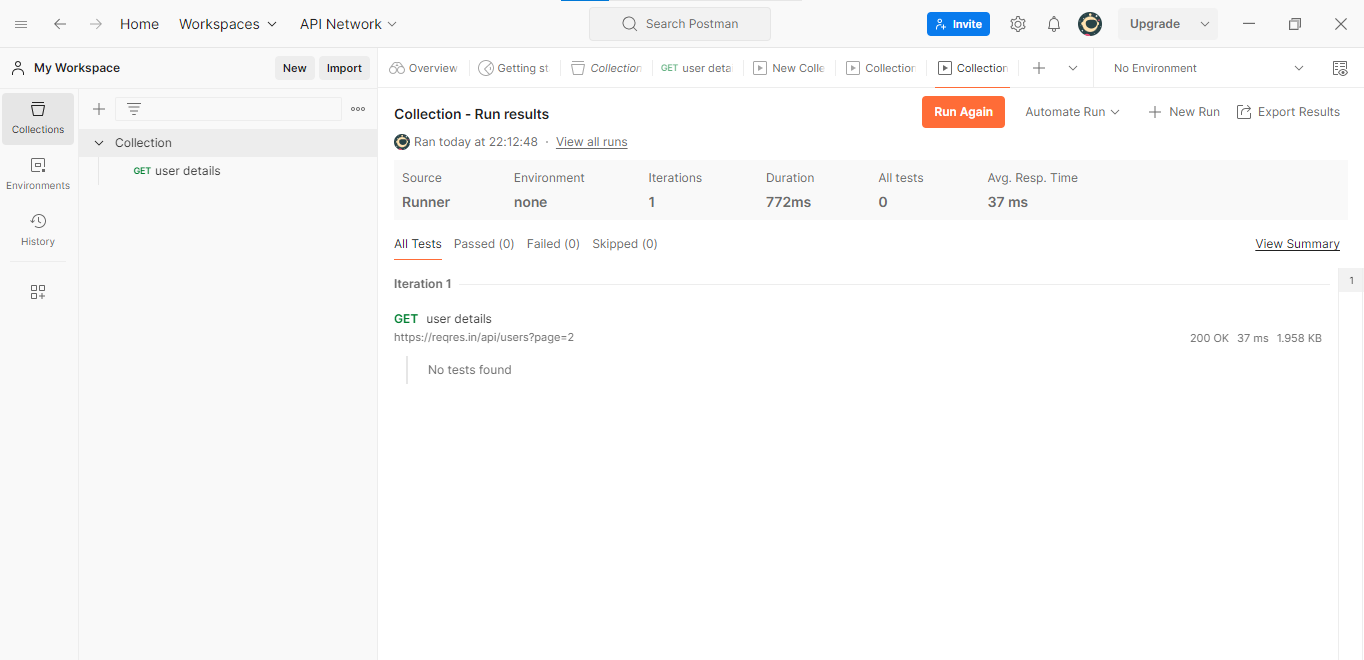 Home Workspaces API Network Search Postman Invite Upgrade
My Workspace New Import Overview Getting st Collection GET user deta New Colle Collection Collection No Environment
Collections
Environments
History
Collection
GET user details
Collection - Run results Run Again Automate Run New Run Export Results
Ran today at 22:12:48 · View all runs
Source Environment Iterations Duration All tests Avg. Resp. Time
Runner none 1 772ms 0 37 ms
All Tests Passed (0) Failed (0) Skipped (0) View Summary
Iteration 1 1
GET user details
https://reqres.in/api/users?page=2 200 OK 37 ms 1.958 KB
No tests found